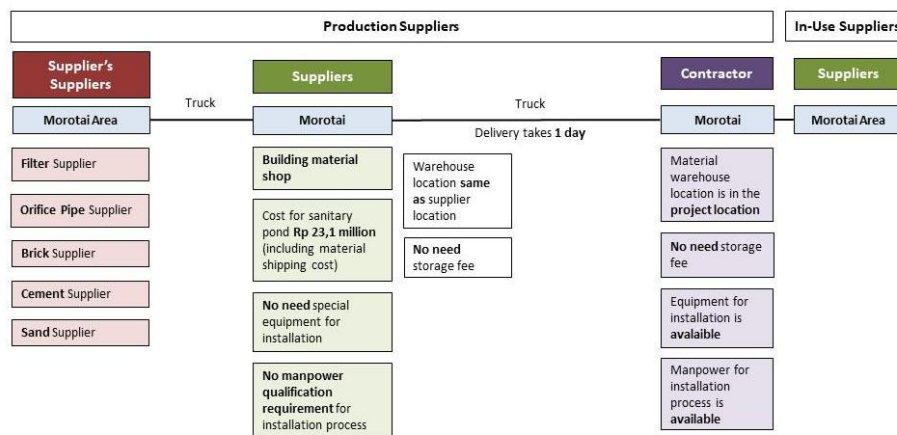 Production Suppliers
In-Use Suppliers
Supplier's
Suppliers
Suppliers
Contractor
Suppliers
Truck
Truck
Morotai Area
Morotai
Delivery takes 1 day
Morotai
Morotai Area
Filter Supplier
Orifice Pipe Supplier
Brick Supplier
Cement Supplier
Sand Supplier
Building material
shop
Cost for sanitary
pond Rp 23,1 million
(including material
shipping cost)
No need special
equipment for
installation
No manpower
qualification
requirement for
installation process
Warehouse
location same
as supplier
location
No need
storage fee
Material
warehouse
location is in the
project location
No need storage
fee
Equipment for
installation is
avalaible
Manpower for
installation
process is
available